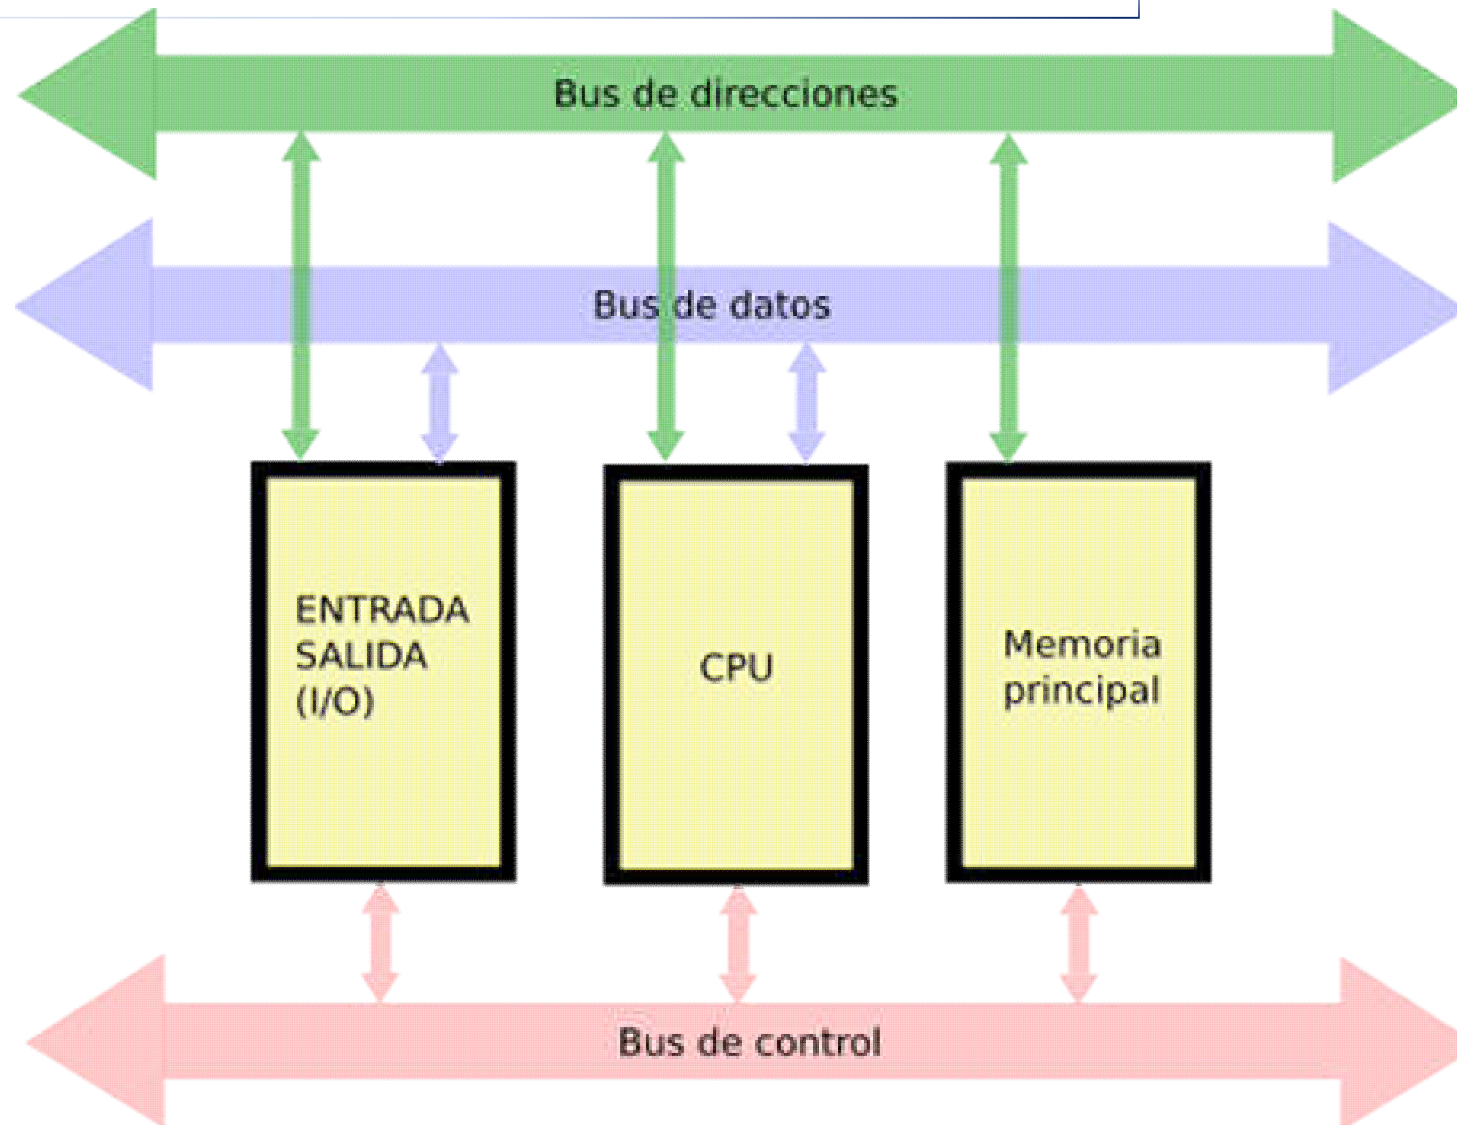 Bus de direcciones
Bus de datos
ENTRADA
SALIDA
(I/O)
CPU
Memoria
principal
Bus de control